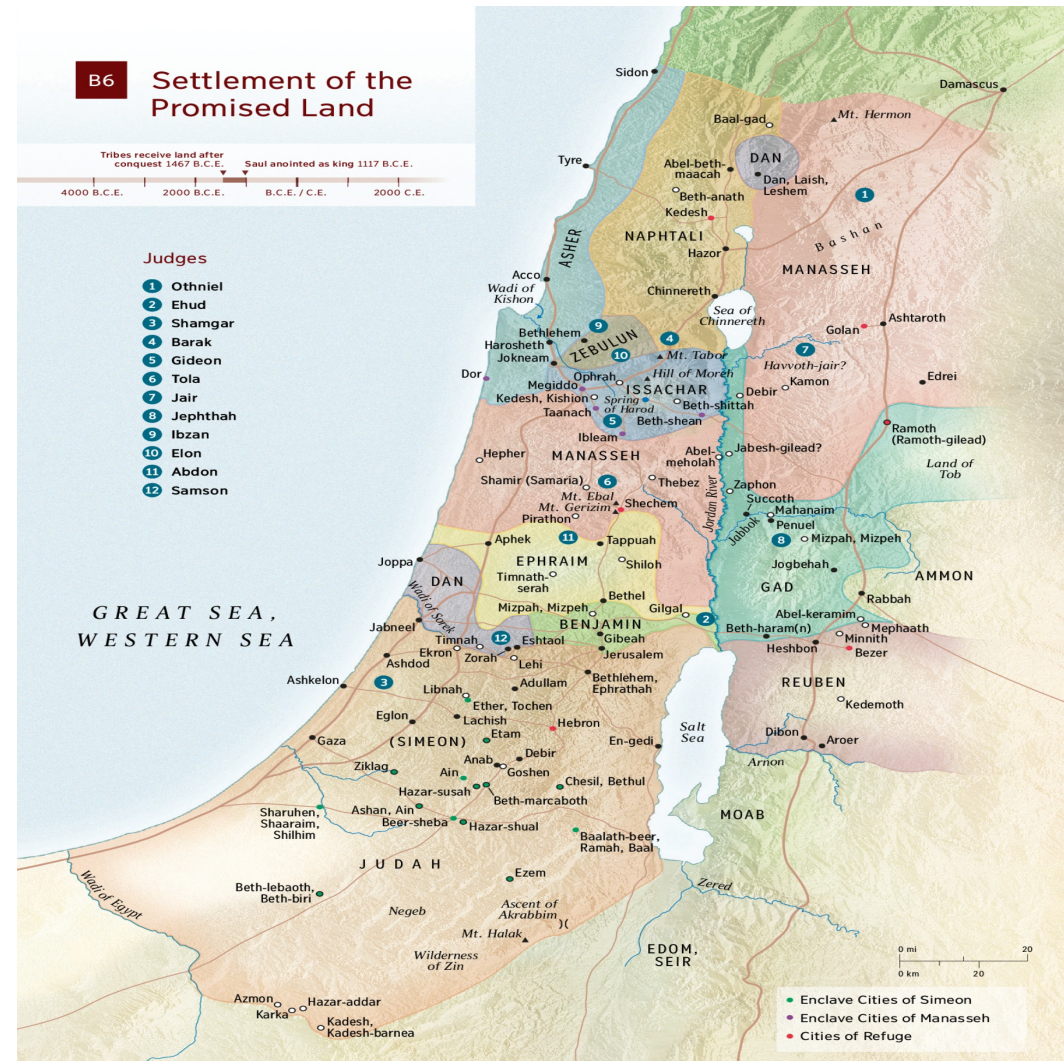 B6
Settlement of the
Promised Land
Tribes receive land after
conquest 1467 B.C.E.
Saul anointed as king 1117 B.C.E.
4000 B.C.E.
2000 B.C.E.
B.C.E. / C.E.
2000 C.E.
Judges
1 Othniel
2 Ehud
3 Shamgar
4 Barak
5 Gideon
6 Tola
7 Jair
8 Jephthah
9 Ibzan
10 Elon
11 Abdon
12 Samson
GREAT SEA,
WESTERN SEA
Sidon
Damascus
Baal-gad
Mt. Hermon
Tyre
Abel-beth-
maacah
DAN
Dan, Laish,
Leshem
1
Beth-anath
Kedesh
ASHER
NAPHTALI
Hazor
Bashan
MANASSEH
Acco
Wadi of
Kishon
Chinnereth
Sea of
Chinnereth
Golan
Ashtaroth
9
Bethlehem
Harosheth
Jokneam
ZEBULUN
10
4
Mt. Tabor
7
Havvoth-jair?
Dor
Ophrah
Hill of Moreh
Megiddo
ISSACHAR
Debir
Kamon
Edrei
Kedesh, Kishion
Spring
of Harod
Beth-shittah
Taanach
5
Beth-shean
Ibleam
Ramoth
(Ramoth-gilead)
Hepher
MANASSEH
Abel-
meholah
Jabesh-gilead?
Land of
Tob
Shamir (Samaria)
6
Thebez
Zaphon
Mt. Ebal
Mt. Gerizim
Shechem
Jordan River
Succoth
Mahanaim
Pirathon
Jabbok
Penuel
Aphek
11
Tappuah
8
Mizpah, Mizpeh
Joppa
EPHRAIM
Shiloh
Jogbehah
DAN
Timnath-
serah
GAD
AMMON
Wadi of Sorek
Bethel
Rabbah
Mizpah, Mizpeh
Gilgal
2
Abel-keramim
Jabneel
BENJAMIN
Mephaath
Timnah
12
Eshtaol
Gibeah
Beth-haram(n)
Minnith
Ekron
Zorah
Jerusalem
Heshbon
Bezer
Ashdod
Lehi
Ashkelon
3
Adullam
Bethlehem,
Ephrathah
REUBEN
Libnah
Ether, Tochen
Kedemoth
Eglon
Lachish
Hebron
Salt
Sea
Gaza
(SIMEON)
Etam
En-gedi
Dibon
Aroer
Debir
Anab
Goshen
Arnon
Ziklag
Ain
Hazar-susah
Chesil, Bethul
Beth-marcaboth
Sharuhen,
Shaaraim,
Shilhim
Ashan, Ain
Beer-sheba
Hazar-shual
MOAB
Baalath-beer,
Ramah, Baal
JUDAH
Beth-lebaoth,
Beth-biri
Ezem
Zered
Wadi of Egypt
Negeb
Ascent of
Akrabbim
Mt. Halak
Wilderness
of Zin
EDOM,
SEIR
Azmon
Hazar-addar
Karka
Kadesh,
Kadesh-barnea
0 mi
20
0 km
20
Enclave Cities of Simeon
Enclave Cities of Manasseh
Cities of Refuge